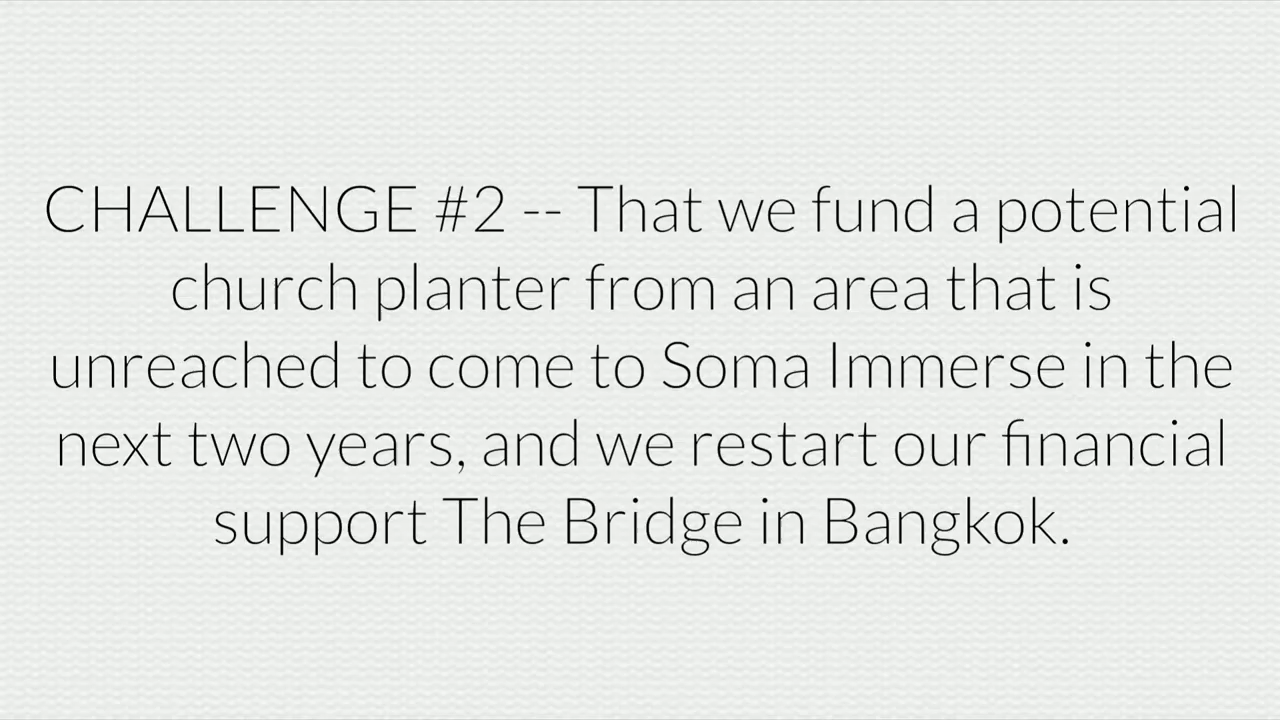 CHALLENGE #2 -- That we fund a potential
church planter from an area that is
unreached to come to Soma Immerse in the
next two years, and we restart our financial
support The Bridge in Bangkok.